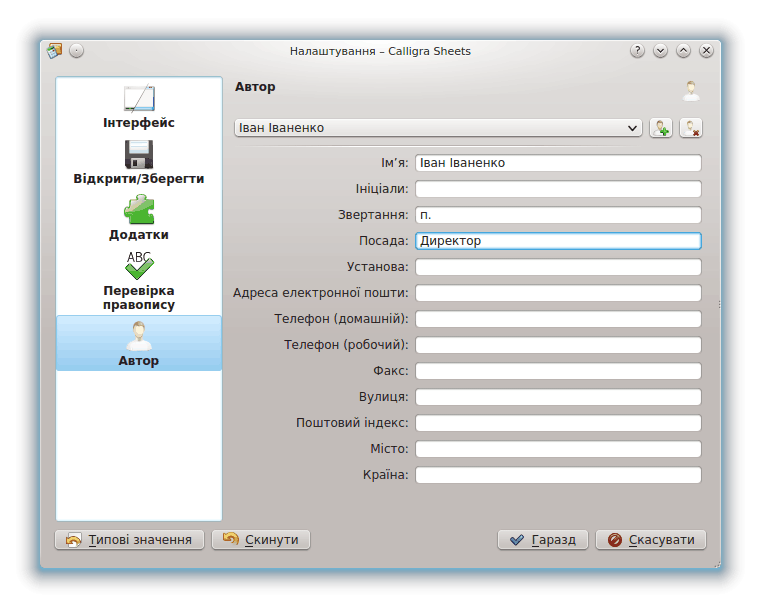 Налаштування – Calligra Sheets
Інтерфейс
Відкрити/Зберегти
Додатки
ABC
Перевірка
правопису
Автор
Автор
Іван Іваненко
Ім’я: Іван Іваненко
Ініціали:
Звертання: п.
Посада: Директор
Установа:
Адреса електронної пошти:
Телефон (домашній):
Телефон (робочий):
Факс:
Вулиця:
Поштовий індекс:
Місто:
Країна:
Типові значення Скинути Гаразд Скасувати